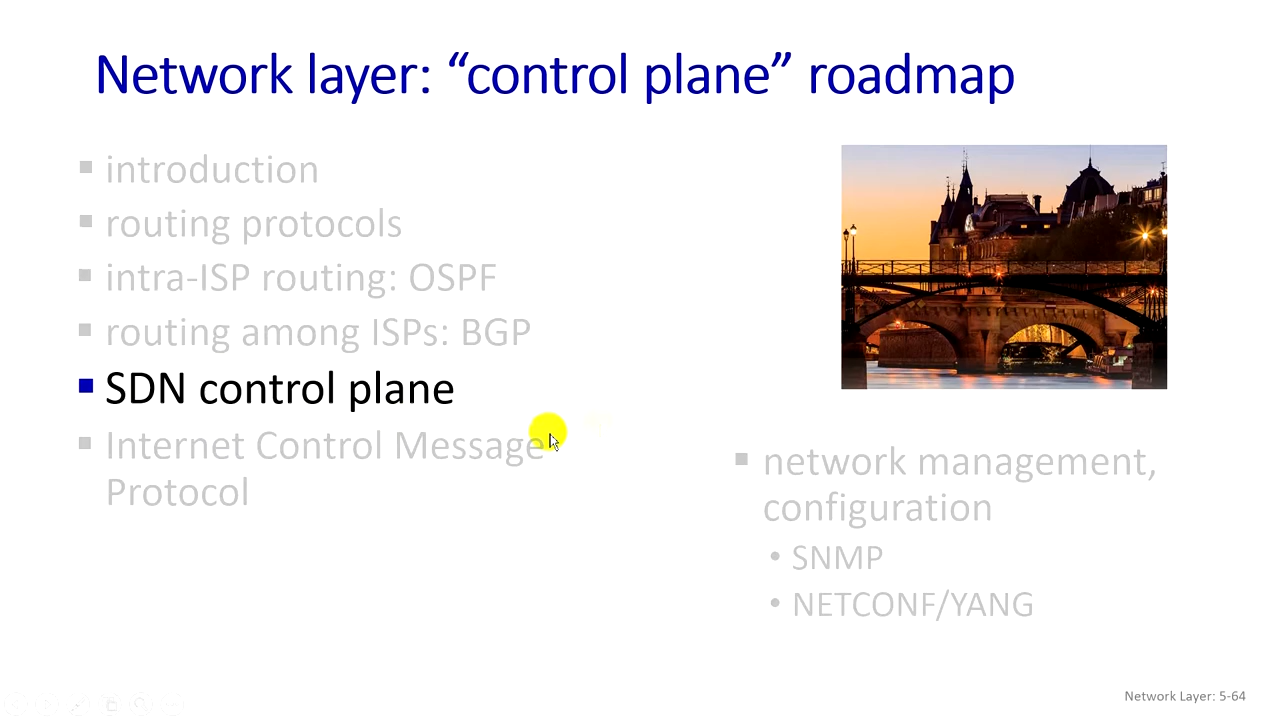 Network layer: “control plane” roadmap
▪ introduction
▪ routing protocols
▪ intra-ISP routing: OSPF
▪ routing among ISPs: BGP
▪ SDN control plane
▪ Internet Control Message
Protocol
▪ network management,
configuration
• SNMP
• NETCONF/YANG
Network Layer: 5-64